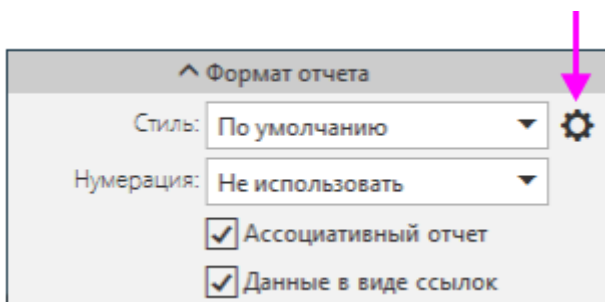 Формат отчета
Стиль: По умолчанию
Нумерация: Не использовать
Ассоциативный отчет
Данные в виде ссылок